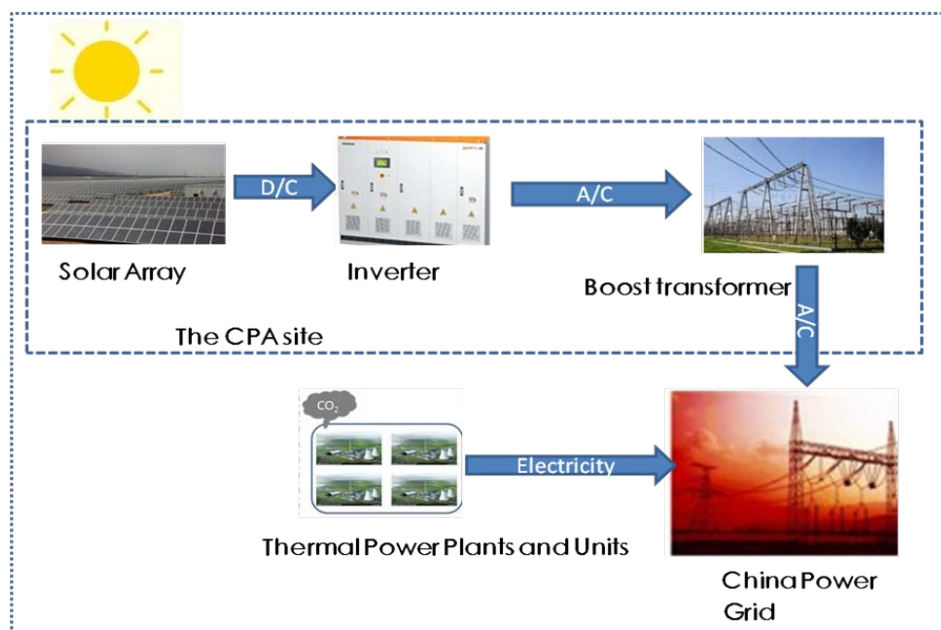 D/C
A/C
Solar Array
Inverter
Boost transformer
A/C
The CPA site
CO₂
Electricity
Thermal Power Plants and Units
China Power
Grid